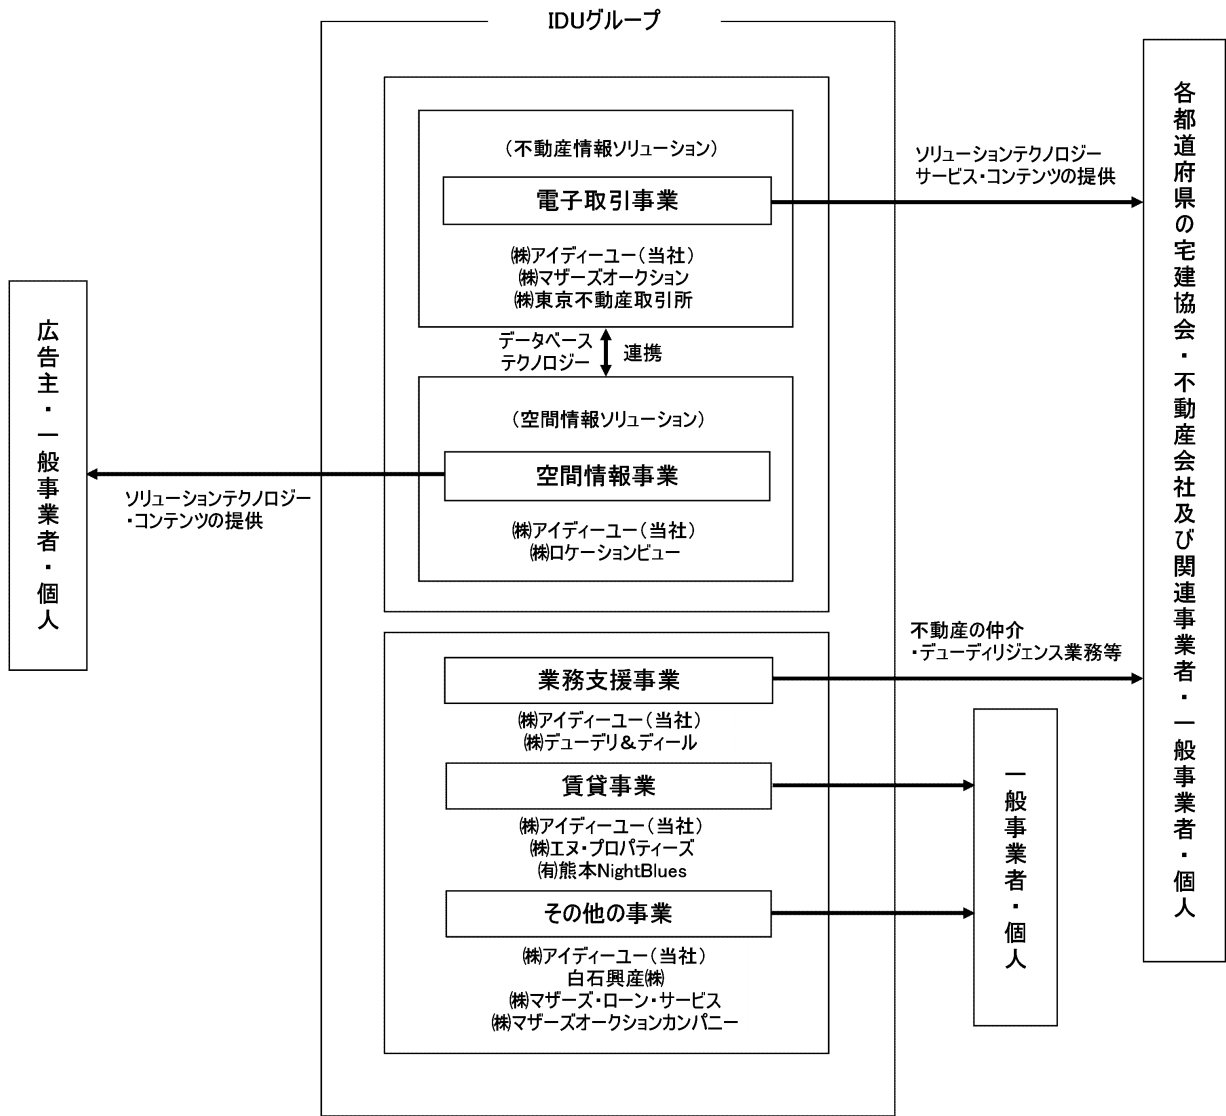 IDUグループ
（不動産情報ソリューション）
電子取引事業
㈱アイディーユー（当社）
㈱マザーズオークション
㈱東京不動産取引所
ソリューションテクノロジー
サービス・コンテンツの提供
データベース
テクノロジー
連携
（空間情報ソリューション）
空間情報事業
㈱アイディーユー（当社）
㈱ロケーションビュー
ソリューションテクノロジー
・コンテンツの提供
広告主・一般事業者・個人
業務支援事業
㈱アイディーユー（当社）
㈱デューデリ＆ディール
不動産の仲介
・デューディリジェンス業務等
賃貸事業
㈱アイディーユー（当社）
㈱エヌ・プロパティーズ
㈲熊本NightBlues
その他の事業
㈱アイディーユー（当社）
白石興産㈱
㈱マザーズ・ローン・サービス
㈱マザーズオークションカンパニー
一般事業者・個人
各都道府県の宅建協会・不動産会社及び関連事業者・一般事業者・個人